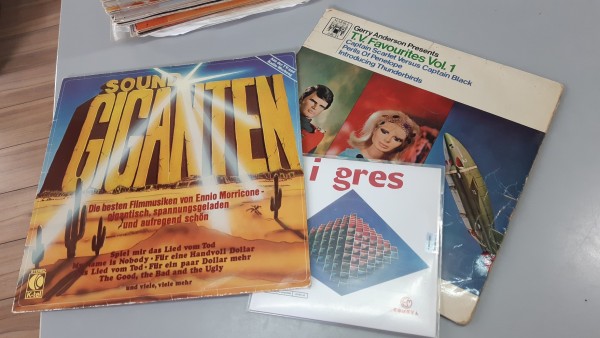 SOUND
GIGANTEN
Die besten Filmmusiken von Ennio Morricone -
gigantisch, spannungsgeladen
und aufregend schön
Spiel mir das Lied vom Tod
name is Nobody · Für eine Handvoll Dollar
as Lied vom Tod · Für ein paar Dollar mehr
The Good, the Bad and the Ugly
und viele, viele mehr
K-tel
Gerry Anderson Presents
T.V. Favourites Vol.1
Captain Scarlet Versus Captain Black
Perils Of Penelope
Introducing Thunderbirds
i gres